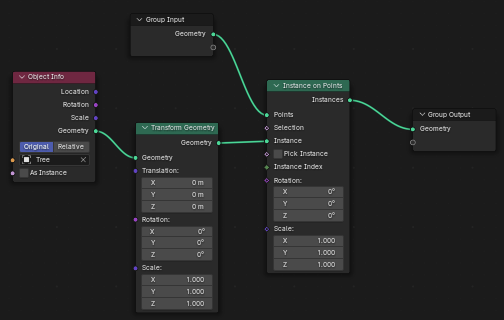 Group Input
Geometry
Object Info
Location
Rotation
Scale
Geometry
Original Relative
Tree
As Instance
Transform Geometry
Geometry
Geometry
Translation:
X 0 m
Y 0 m
Z 0 m
Rotation:
X 0°
Y 0°
Z 0°
Scale:
X 1.000
Y 1.000
Z 1.000
Instance on Points
Instances
Points
Selection
Instance
Pick Instance
Instance Index
Rotation:
X 0°
Y 0°
Z 0°
Scale:
X 1.000
Y 1.000
Z 1.000
Group Output
Geometry